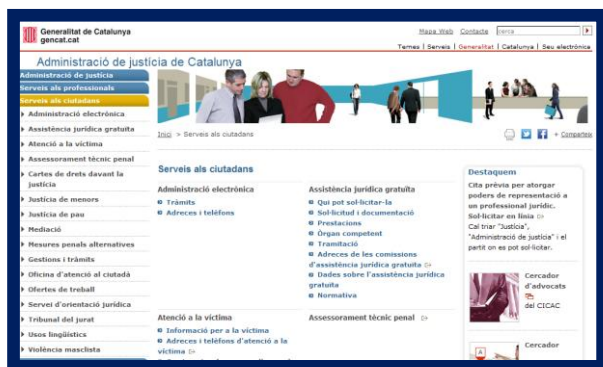 Generalitat de Catalunya
gencat.cat
Mapa Web Contacte cerca
Temes | Serveis | Generalitat | Catalunya | Seu electrònica
Administració de justícia de Catalunya
Administració de justícia
Serveis als professionals
Serveis als ciutadans
Administració electrònica
Assistència jurídica gratuïta
Atenció a la víctima
Assessorament tècnic penal
Cartes de drets davant la
justícia
Justícia de menors
Justícia de pau
Mediació
Mesures penals alternatives
Gestions i tràmits
Oficina d'atenció al ciutadà
Ofertes de treball
Servei d'orientació jurídica
Tribunal del jurat
Usos lingüístics
Violència masclista
Inici > Serveis als ciutadans
+ Comparteix
Serveis als ciutadans
Administració electrònica
Tràmits
Adreces i telèfons
Assistència jurídica gratuïta
Qui pot sol·licitar-la
Sol·licitud i documentació
Prestacions
Òrgan competent
Tramitació
Adreces de les comissions
d'assistència jurídica gratuïta
Dades sobre l'assistència jurídica
gratuïta
Normativa
Atenció a la víctima
Informació per a la víctima
Adreces i telèfons d'atenció a la
víctima
Assessorament tècnic penal
Destaquem
Cita prèvia per atorgar
poders de representació a
un professional jurídic.
Sol·licitar en línia
Cal triar "Justícia",
"Administració de justícia" i el
partit on es pot sol·licitar.
Cercador
d'advocats
del CICAC
Cercador